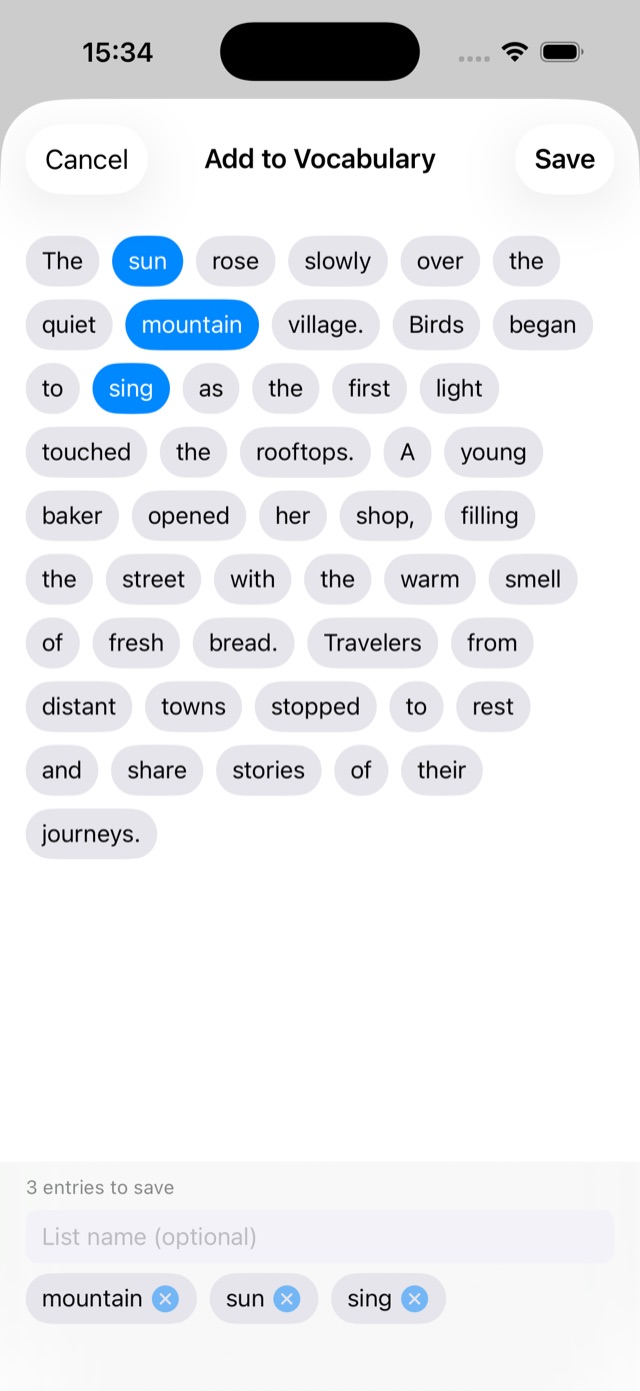 15:34
Cancel Add to Vocabulary Save
The sun rose slowly over the
quiet mountain village. Birds began
to sing as the first light
touched the rooftops. A young
baker opened her shop, filling
the street with the warm smell
of fresh bread. Travelers from
distant towns stopped to rest
and share stories of their
journeys.
3 entries to save
List name (optional)
mountain sun sing